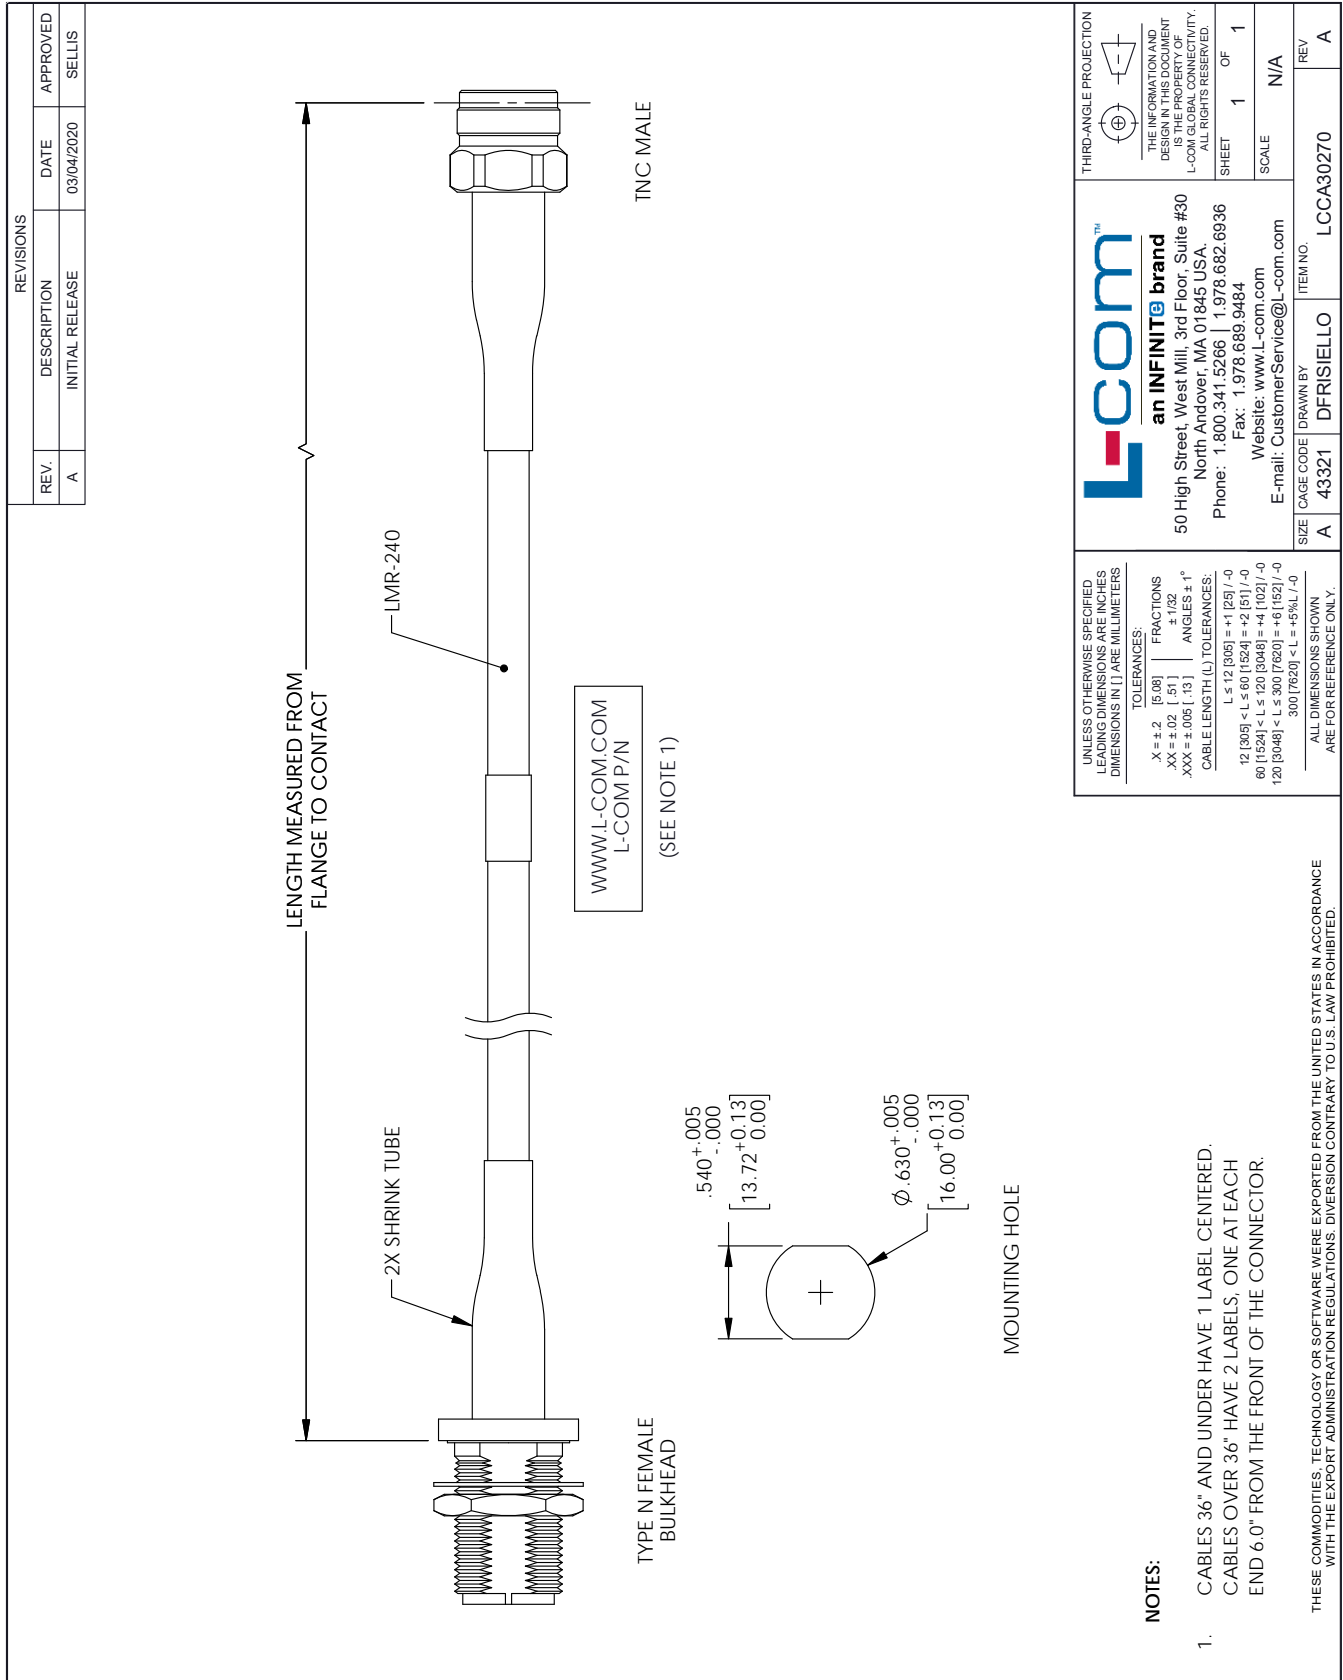 REVISIONS
REV. DESCRIPTION DATE APPROVED
A INITIAL RELEASE 03/04/2020 SELLIS
LENGTH MEASURED FROM
FLANGE TO CONTACT
2X SHRINK TUBE
LMR-240
TYPE N FEMALE
BULKHEAD
TNC MALE
WWW.L-COM.COM
L-COM P/N
(SEE NOTE 1)
.540 +.005
-.000
[13.72 +0.13
0.00]
Ø.630 +.005
-.000
[16.00 +0.13
0.00]
MOUNTING HOLE
NOTES:
1. CABLES 36" AND UNDER HAVE 1 LABEL CENTERED.
CABLES OVER 36" HAVE 2 LABELS, ONE AT EACH
END 6.0" FROM THE FRONT OF THE CONNECTOR.
THESE COMMODITIES, TECHNOLOGY OR SOFTWARE WERE EXPORTED FROM THE UNITED STATES IN ACCORDANCE
WITH THE EXPORT ADMINISTRATION REGULATIONS. DIVERSION CONTRARY TO U.S. LAW PROHIBITED.
UNLESS OTHERWISE SPECIFIED
LEADING DIMENSIONS ARE INCHES
DIMENSIONS IN [ ] ARE MILLIMETERS
TOLERANCES:
.X = ±.2 [5.08] FRACTIONS
.XX = ±.02 [.51] ± 1/32
.XXX = ±.005 [.13] ANGLES ± 1°
CABLE LENGTH (L) TOLERANCES:
L ≤ 12 [305] = +1 [25] / -0
12 [305] < L ≤ 60 [1524] = +2 [51] / -0
60 [1524] < L ≤ 120 [3048] = +4 [102] / -0
120 [3048] < L ≤ 300 [7620] = +6 [152] / -0
300 [7620] < L = +5%L / -0
ALL DIMENSIONS SHOWN
ARE FOR REFERENCE ONLY.
L-com™
an INFINITe brand
50 High Street, West Mill, 3rd Floor, Suite #30
North Andover, MA 01845 USA.
Phone: 1.800.341.5266 | 1.978.682.6936
Fax: 1.978.689.9484
Website: www.L-com.com
E-mail: CustomerService@L-com.com
THIRD-ANGLE PROJECTION
THE INFORMATION AND
DESIGN IN THIS DOCUMENT
IS THE PROPERTY OF
L-COM GLOBAL CONNECTIVITY.
ALL RIGHTS RESERVED.
SHEET 1 OF 1
SCALE N/A
SIZE A
CAGE CODE 43321
DRAWN BY DFRISIELLO
ITEM NO. LCCA30270
REV A